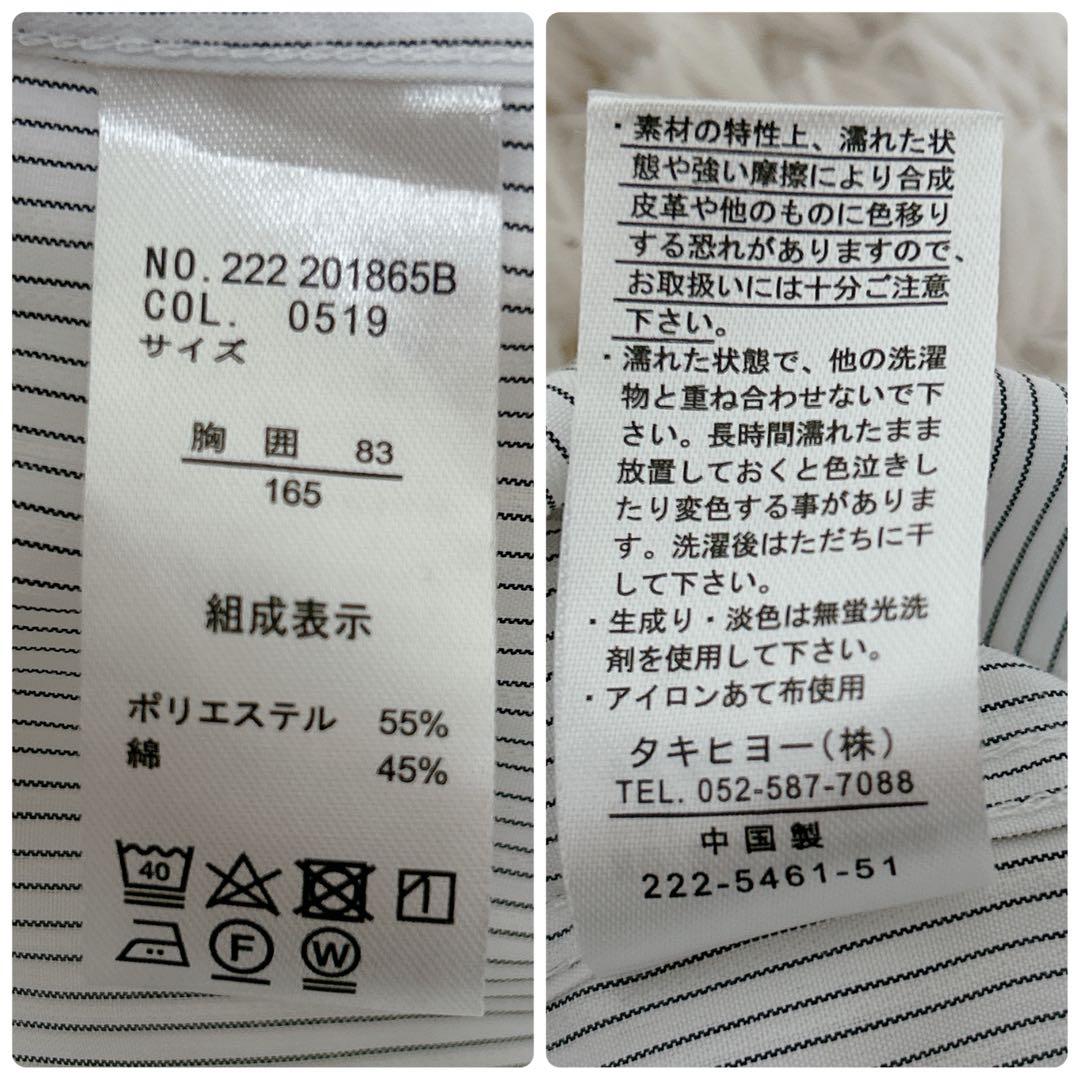 NO. 222 201865B
COL. 0519
サイズ
胸 囲 83
165
組成表示
ポリエステル 55%
綿 45%
40
F
W
・素材の特性上、濡れた状
態や強い摩擦により合成
皮革や他のものに色移り
する恐れがありますので、
お取扱いには十分ご注意
下さい。
・濡れた状態で、他の洗濯
物と重ね合わせないで下
さい。長時間濡れたまま
放置しておくと色泣きし
たり変色する事がありま
す。洗濯後はただちに干
して下さい。
・生成り・淡色は無蛍光洗
剤を使用して下さい。
・アイロンあて布使用
タキヒヨー(株)
TEL. 052-587-7088
中国製
222-5461-51